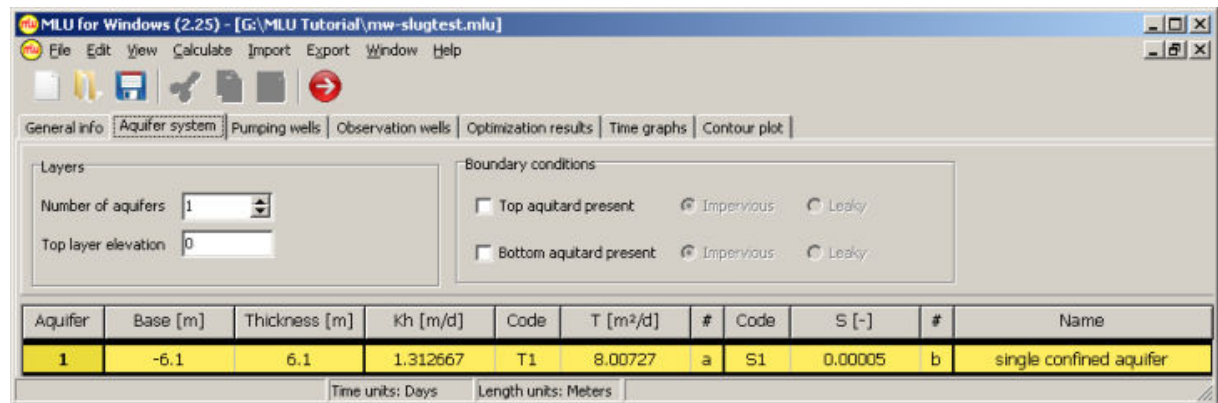 MLU for Windows (2.25) - [G:\MLU Tutorial\mw-slugtest.mlu]
File Edit View Calculate Import Export Window Help
General info Aquifer system Pumping wells Observation wells Optimization results Time graphs Contour plot
Layers
Boundary conditions
Number of aquifers 1
Top aquitard present Impervious Leaky
Top layer elevation 0
Bottom aquitard present Impervious Leaky
Aquifer Base [m] Thickness [m] Kh [m/d] Code T [m²/d] # Code S [-] # Name
1 -6.1 6.1 1.312667 T1 8.00727 a S1 0.00005 b single confined aquifer
Time units: Days Length units: Meters